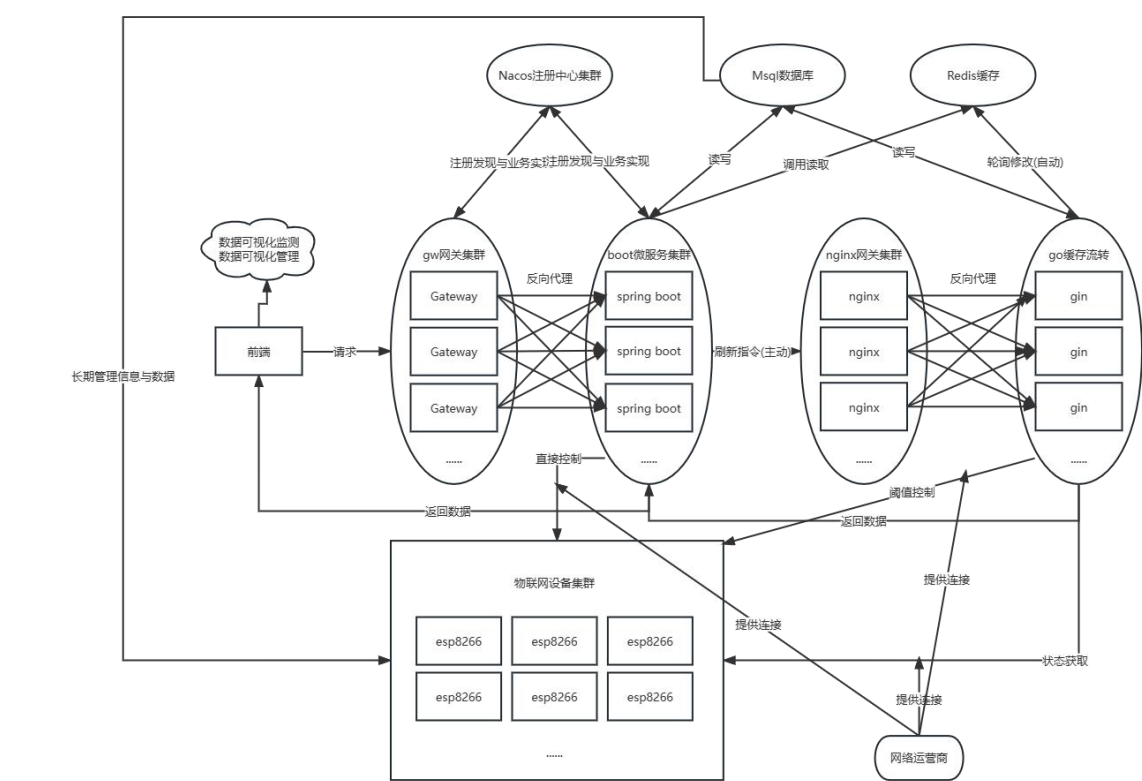 Nacos注册中心集群
Msql数据库
Redis缓存
注册发现与业务实现
注册发现与业务实现
读写
调用读取
读写
轮询修改(自动)
数据可视化监测
数据可视化管理
gw网关集群
boot微服务集群
nginx网关集群
go缓存流转
反向代理
反向代理
Gateway
spring boot
nginx
gin
前端
请求
Gateway
spring boot
刷新指令(主动)
nginx
gin
长期管理信息与数据
Gateway
spring boot
nginx
gin
......
......
......
......
直接控制
阈值控制
返回数据
返回数据
物联网设备集群
提供连接
esp8266
esp8266
esp8266
提供连接
状态获取
esp8266
esp8266
esp8266
提供连接
......
网络运营商